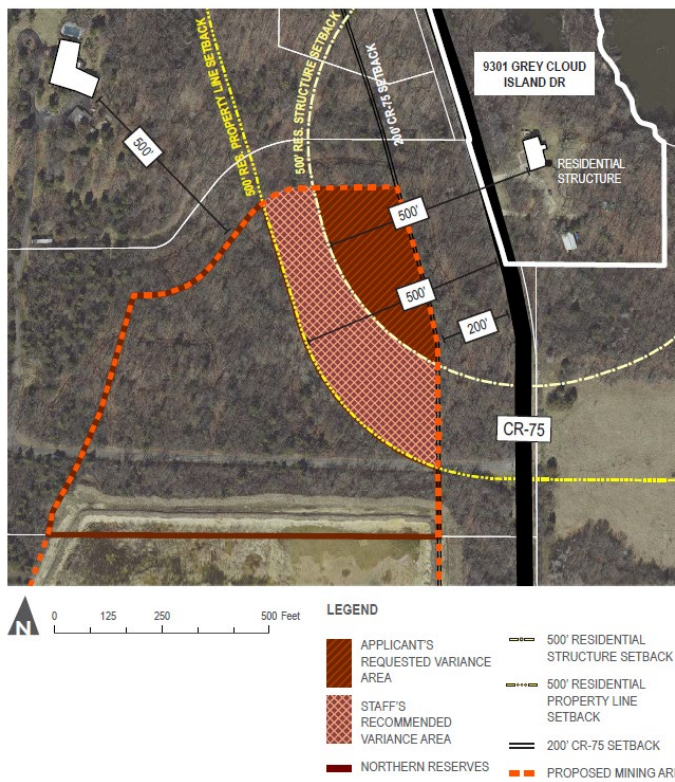 9301 GREY CLOUD
ISLAND DR
500' RES. PROPERTY LINE SETBACK
500' RES. STRUCTURE SETBACK
200' CR-75 SETBACK
500'
RESIDENTIAL
STRUCTURE
500'
500'
200'
CR-75
N
0 125 250 500 Feet
LEGEND
APPLICANT'S
REQUESTED VARIANCE
AREA
STAFF'S
RECOMMENDED
VARIANCE AREA
NORTHERN RESERVES
500' RESIDENTIAL
STRUCTURE SETBACK
500' RESIDENTIAL
PROPERTY LINE
SETBACK
200' CR-75 SETBACK
PROPOSED MINING AR